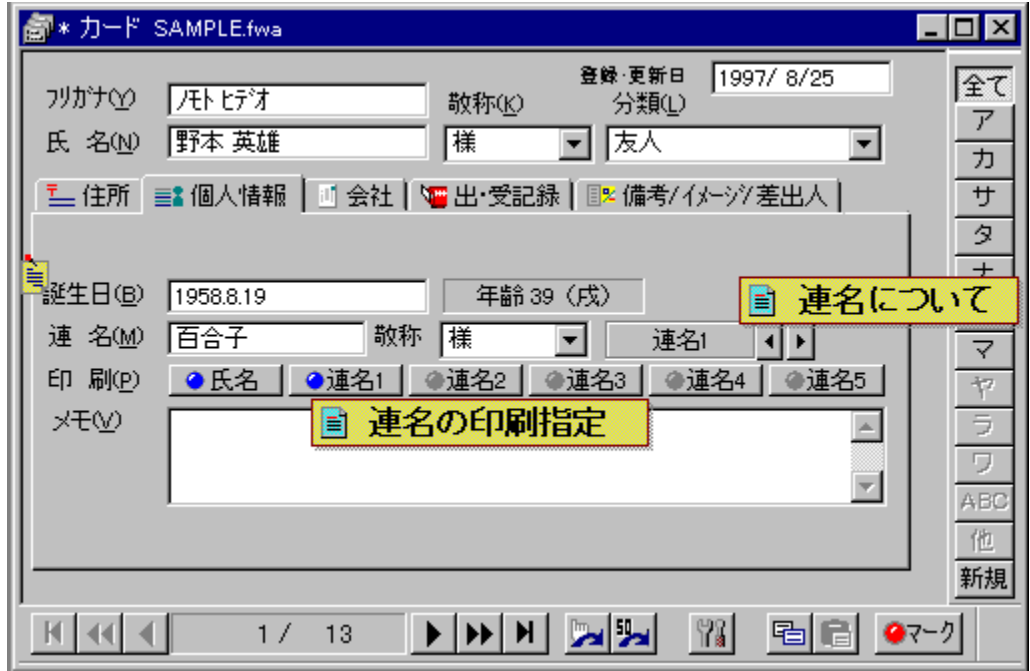 * カード SAMPLE.fwa
登録・更新日 1997/ 8/25
フリガナ(Y) ノモト ヒデオ 敬称(K) 分類(L)
氏 名(N) 野本 英雄 様 友人
住所 個人情報 会社 出・受記録 備考/イメージ/差出人
誕生日(B) 1958.8.19 年齢 39 (戌)
連名について
連 名(M) 百合子 敬称 様 連名1
印 刷(P) 氏名 連名1 連名2 連名3 連名4 連名5
連名の印刷指定
メモ(V)
全て
ア
カ
サ
タ
ナ
マ
ヤ
ラ
ワ
ABC
他
新規
1 / 13 50 マーク